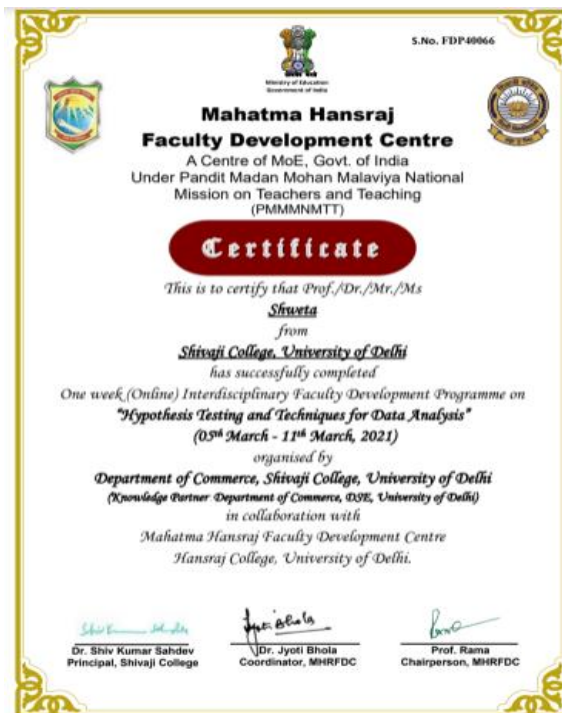 S.No. FDP40066
Ministry of Education
Government of India
Mahatma Hansraj
Faculty Development Centre
A Centre of MoE, Govt. of India
Under Pandit Madan Mohan Malaviya National
Mission on Teachers and Teaching
(PMMMNMTT)
Certificate
This is to certify that Prof./Dr./Mr./Ms
Shweta
from
Shivaji College, University of Delhi
has successfully completed
One week (Online) Interdisciplinary Faculty Development Programme on
"Hypothesis Testing and Techniques for Data Analysis"
(05th March - 11th March, 2021)
organised by
Department of Commerce, Shivaji College, University of Delhi
(Knowledge Partner Department of Commerce, DSE, University of Delhi)
in collaboration with
Mahatma Hansraj Faculty Development Centre
Hansraj College, University of Delhi.
Shiv Kumar Sahdev
Jyoti Bhola
Rama
Dr. Shiv Kumar Sahdev
Principal, Shivaji College
Dr. Jyoti Bhola
Coordinator, MHRFDC
Prof. Rama
Chairperson, MHRFDC